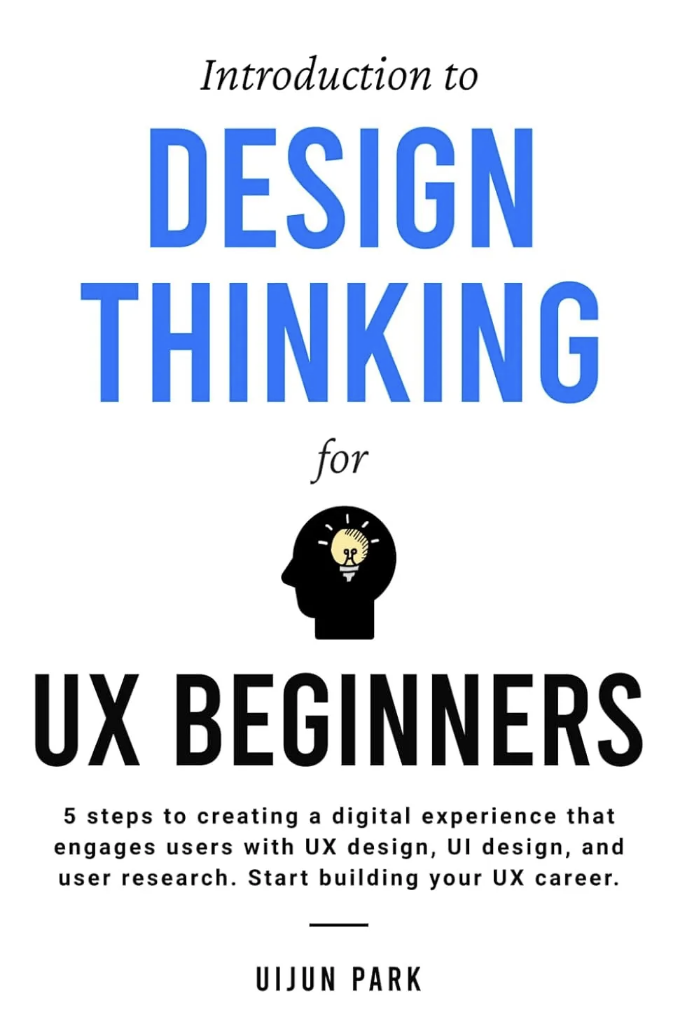 Introduction to
DESIGN
THINKING
for
UX BEGINNERS
5 steps to creating a digital experience that
engages users with UX design, UI design, and
user research. Start building your UX career.
UIJUN PARK